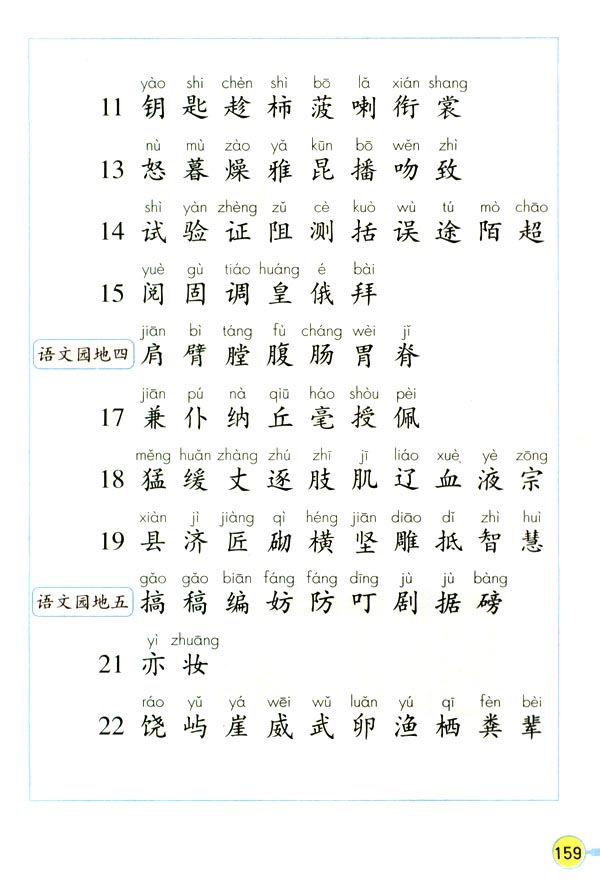 yào shi chèn shì bō lǎ xián shang
11 钥 匙 趁 柿 菠 喇 衔 裳
nù mù zào yǎ kūn bō wěn zhì
13 怒 暮 燥 雅 昆 播 吻 致
shì yàn zhèng zǔ cè kuò wù tú mò chāo
14 试 验 证 阻 测 括 误 途 陌 超
yuè gù tiáo huáng é bài
15 阅 固 调 皇 俄 拜
jiān bì táng fù cháng wèi jǐ
语文园地四 肩 臂 膛 腹 肠 胃 脊
jiān pú nà qiū háo shòu pèi
17 兼 仆 纳 丘 毫 授 佩
měng huǎn zhàng zhú zhī jī liáo xuè yè zōng
18 猛 缓 丈 逐 肢 肌 辽 血 液 宗
xiàn jì jiàng qì héng jiān diāo dǐ zhì huì
19 县 济 匠 砌 横 坚 雕 抵 智 慧
gǎo gǎo biān fáng fáng dīng jù jù bàng
语文园地五 搞 稿 编 妨 防 叮 剧 据 磅
yì zhuāng
21 亦 妆
ráo yǔ yá wēi wǔ luǎn yú qī fèn bèi
22 饶 屿 崖 威 武 卵 渔 栖 粪 辈
159